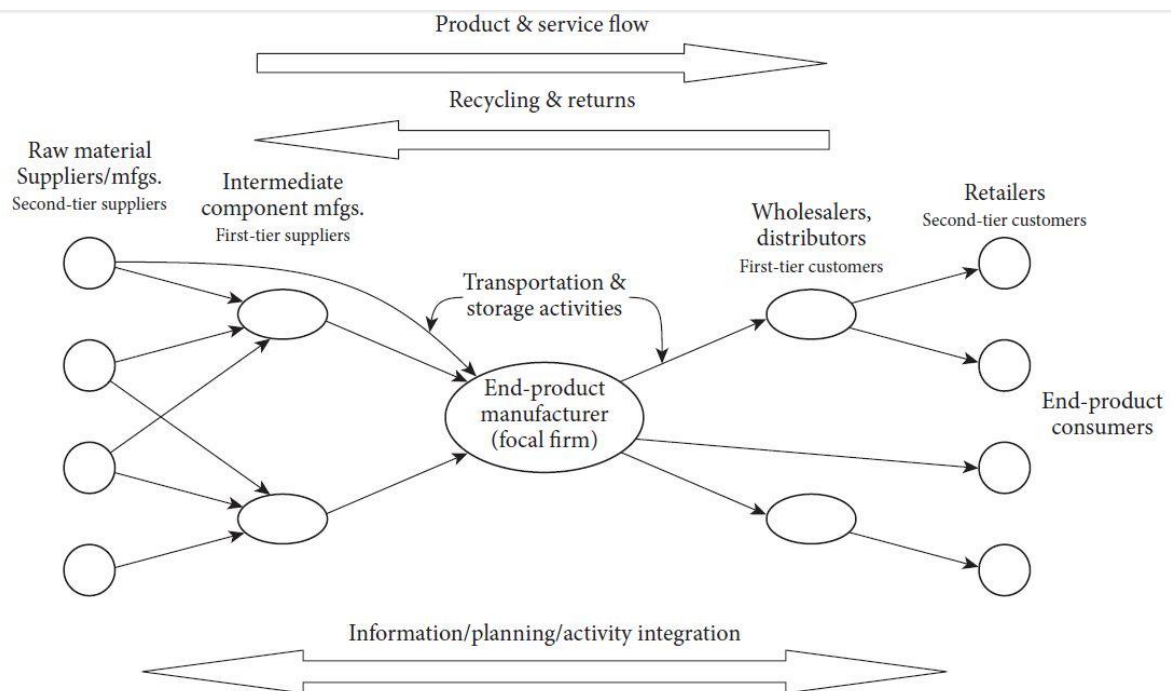 Product & service flow
Recycling & returns
Raw material
Suppliers/mfgs.
Second-tier suppliers
Intermediate
component mfgs.
First-tier suppliers
Transportation &
storage activities
End-product
manufacturer
(focal firm)
Wholesalers,
distributors
First-tier customers
Retailers
Second-tier customers
End-product
consumers
Information/planning/activity integration